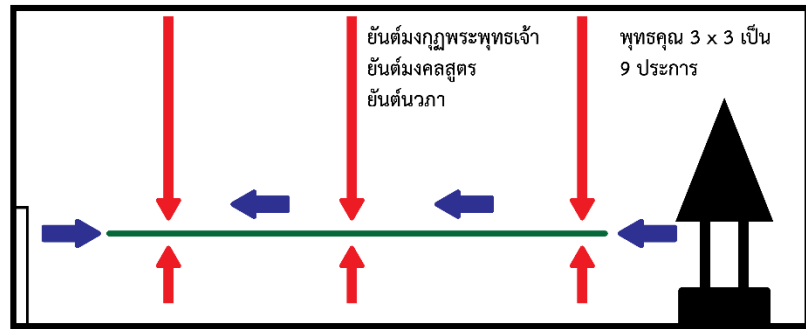 ยันต์มงกุฏพระพุทธเจ้า
ยันต์มงคลสูตร
ยันต์นวภา
พุทธคุณ 3 x 3 เป็น
9 ประการ